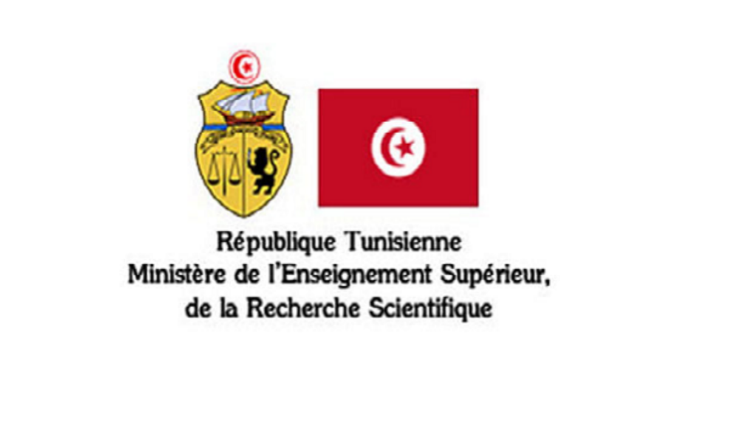 République Tunisienne
Ministère de l'Enseignement Supérieur,
de la Recherche Scientifique